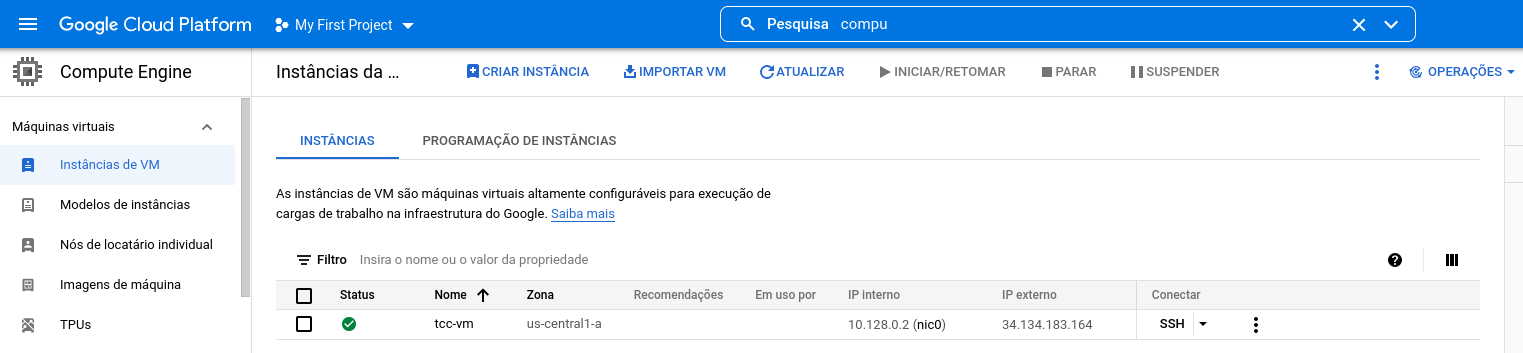 Google Cloud Platform My First Project Pesquisa compu
Compute Engine Instâncias da ... CRIAR INSTÂNCIA IMPORTAR VM ATUALIZAR INICIAR/RETOMAR PARAR SUSPENDER OPERAÇÕES
Máquinas virtuais
Instâncias de VM
Modelos de instâncias
Nós de locatário individual
Imagens de máquina
TPUs
INSTÂNCIAS PROGRAMAÇÃO DE INSTÂNCIAS
As instâncias de VM são máquinas virtuais altamente configuráveis para execução de
cargas de trabalho na infraestrutura do Google. Saiba mais
Filtro Insira o nome ou o valor da propriedade
Status Nome Zona Recomendações Em uso por IP interno IP externo Conectar
tcc-vm us-central1-a 10.128.0.2 (nic0) 34.134.183.164 SSH